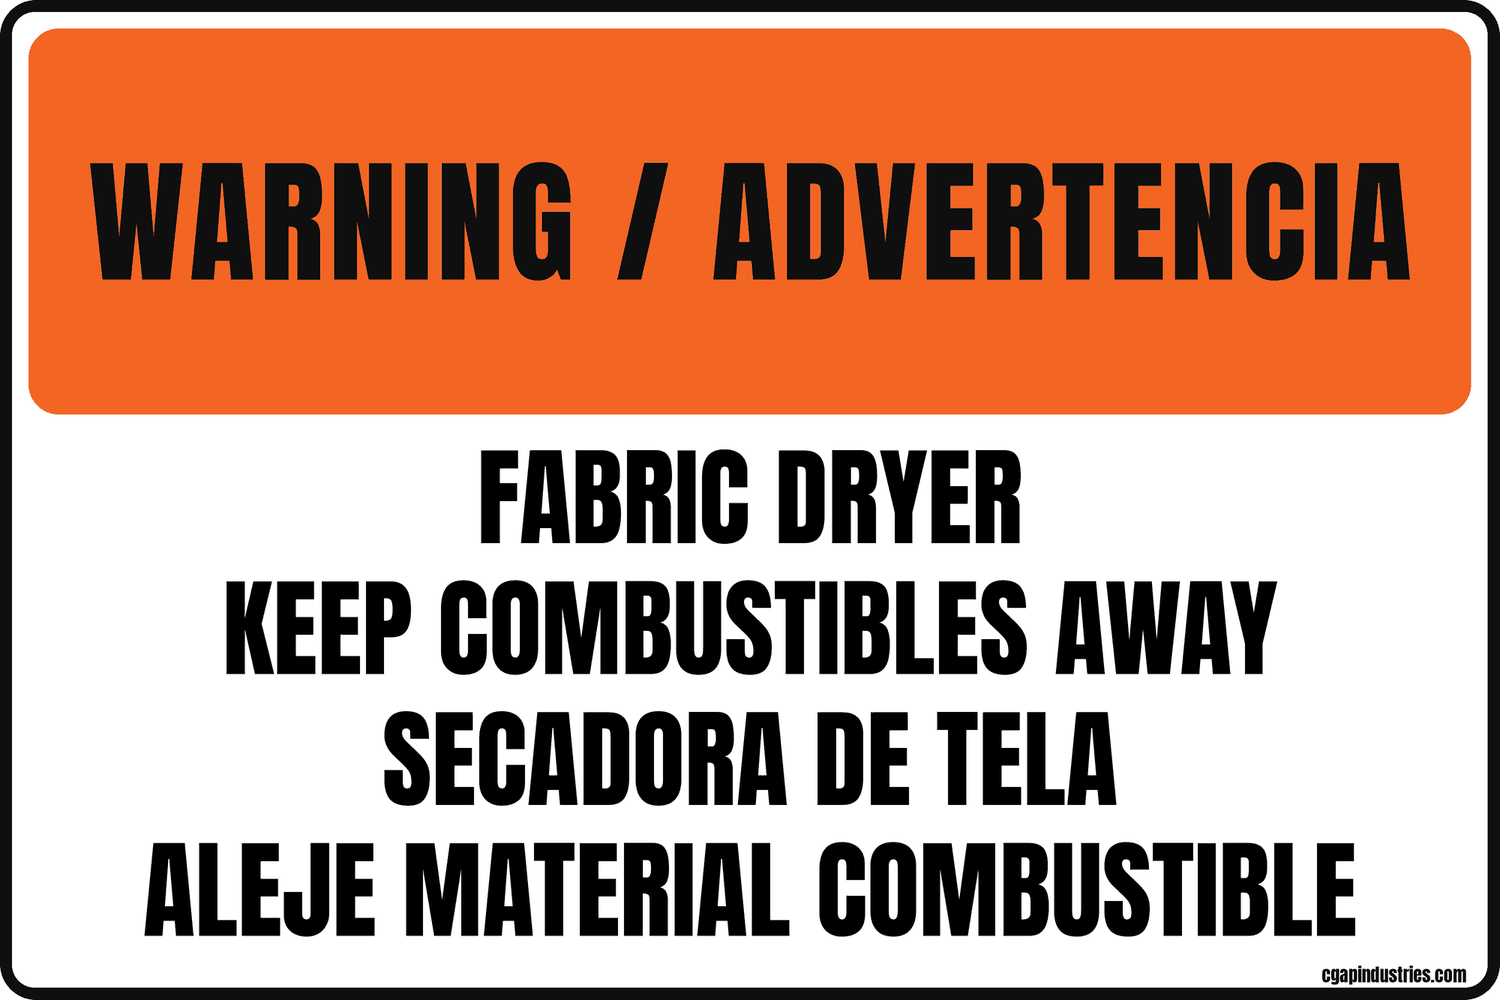 WARNING / ADVERTENCIA
FABRIC DRYER
KEEP COMBUSTIBLES AWAY
SECADORA DE TELA
ALEJE MATERIAL COMBUSTIBLE
cgapindustries.com